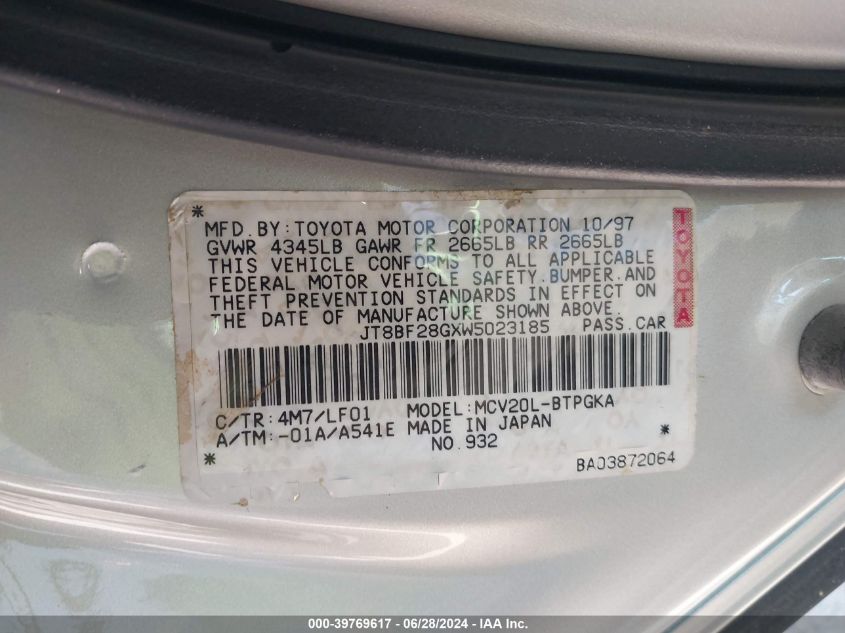 MFD. BY: TOYOTA MOTOR CORPORATION 10/97
GVWR 4345LB GAWR FR 2665LB RR 2665LB
THIS VEHICLE CONFORMS TO ALL APPLICABLE
FEDERAL MOTOR VEHICLE SAFETY.BUMPER.AND
THEFT PREVENTION STANDARDS IN EFFECT ON
THE DATE OF MANUFACTURE SHOWN ABOVE.
JT8BF28GXW5023185 PASS.CAR
TOYOTA
C/TR: 4M7/LF01 MODEL: MCV20L-BTPGKA
A/TM:-01A/A541E MADE IN JAPAN
NO.932
BA03872064
000-39769617 / 06/28/2024 - IAA Inc.